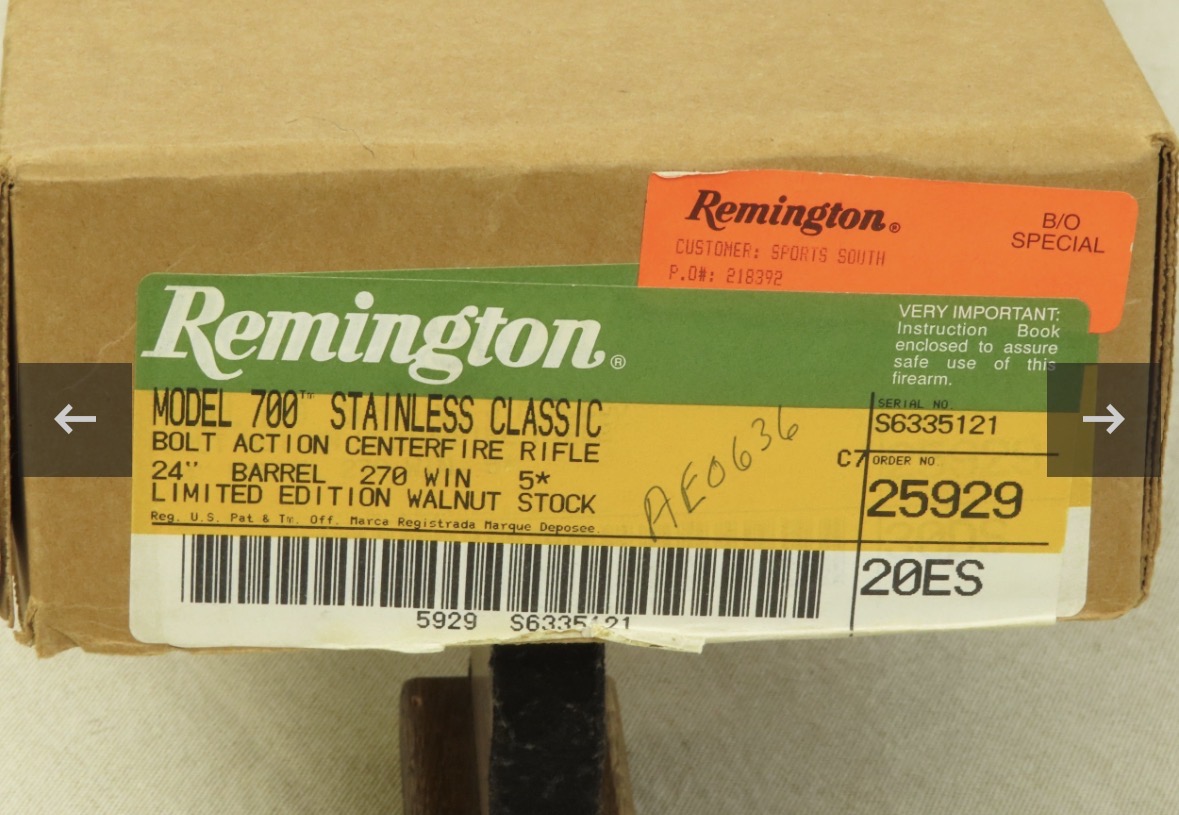 Remington®
B/O
SPECIAL
CUSTOMER: SPORTS SOUTH
P.O#: 218392
Remington®
VERY IMPORTANT:
Instruction Book
enclosed to assure
safe use of this
firearm.
MODEL 700™ STAINLESS CLASSIC
BOLT ACTION CENTERFIRE RIFLE
24" BARREL 270 WIN 5*
LIMITED EDITION WALNUT STOCK
Reg. U.S. Pat & Tm. Off. Marca Registrada Marque Deposee.
AE0636
SERIAL NO
S6335121
C7 ORDER NO
25929
20ES
5929 S6335121